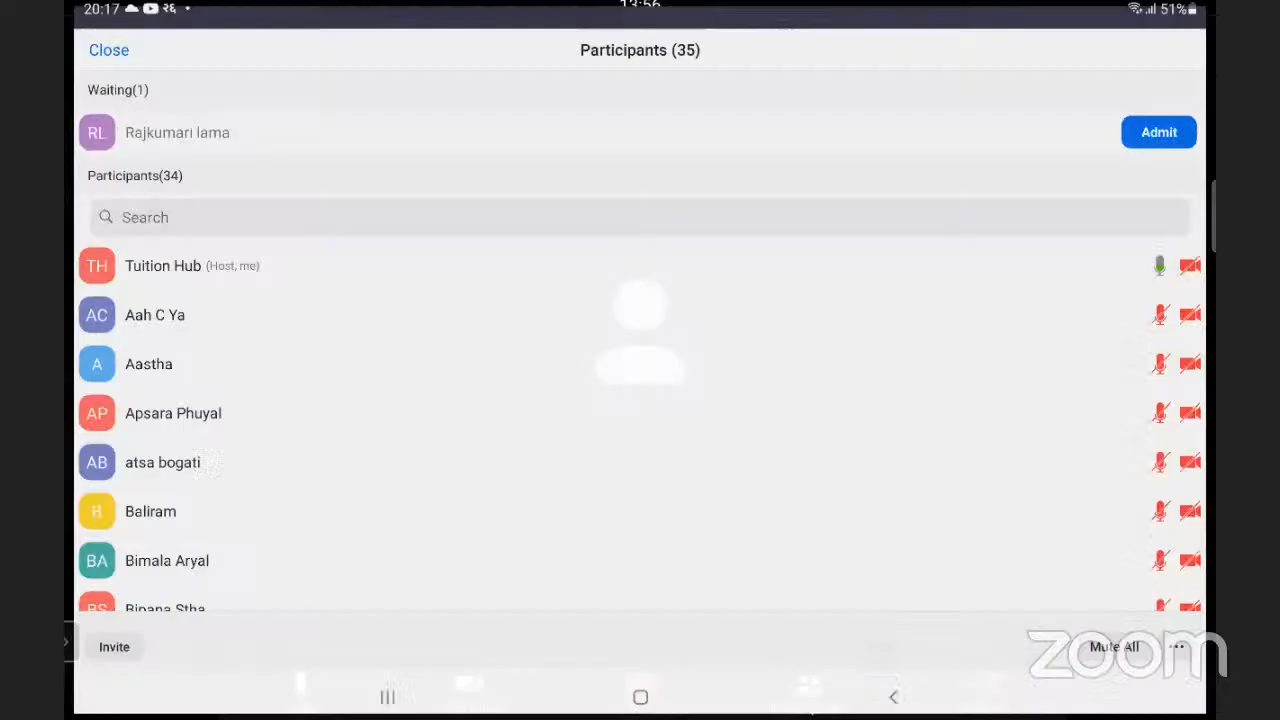 20:17 २६ 13:56 51%
Close Participants (35)
Waiting(1)
RL Rajkumari lama Admit
Participants(34)
Search
TH Tuition Hub (Host, me)
AC Aah C Ya
A Aastha
AP Apsara Phuyal
AB atsa bogati
B Baliram
BA Bimala Aryal
BS Bipana Stha
Invite Mute All ...
zoom